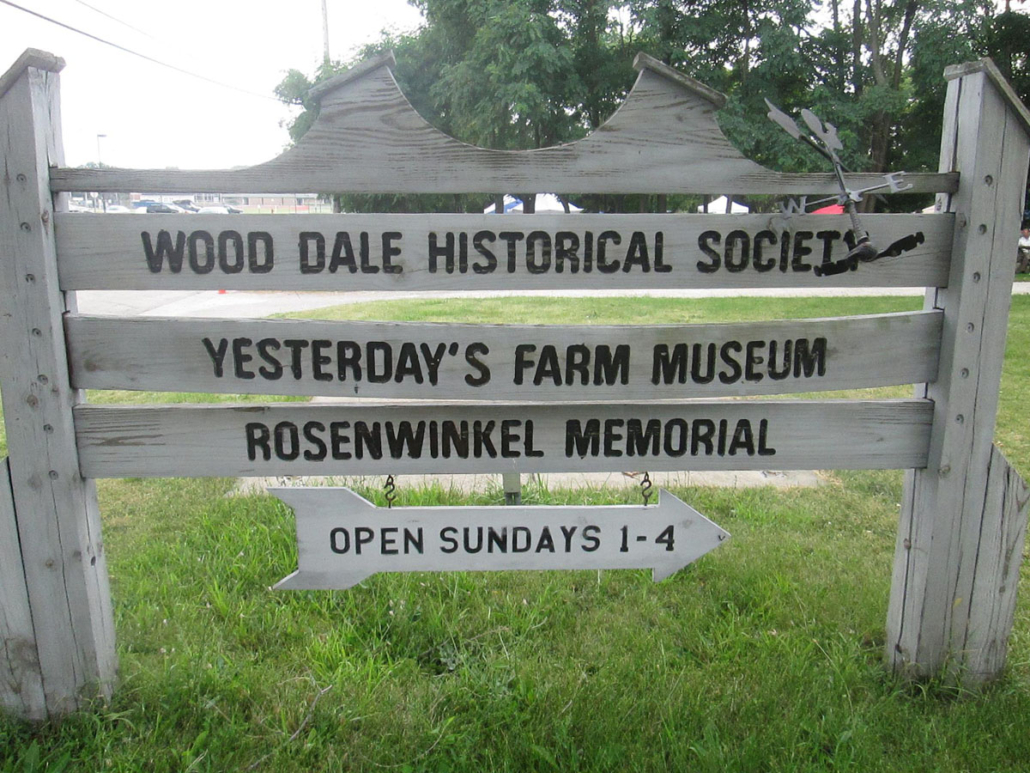 WOOD DALE HISTORICAL SOCIETY
W
YESTERDAY'S FARM MUSEUM
ROSENWINKEL MEMORIAL
OPEN SUNDAYS 1-4